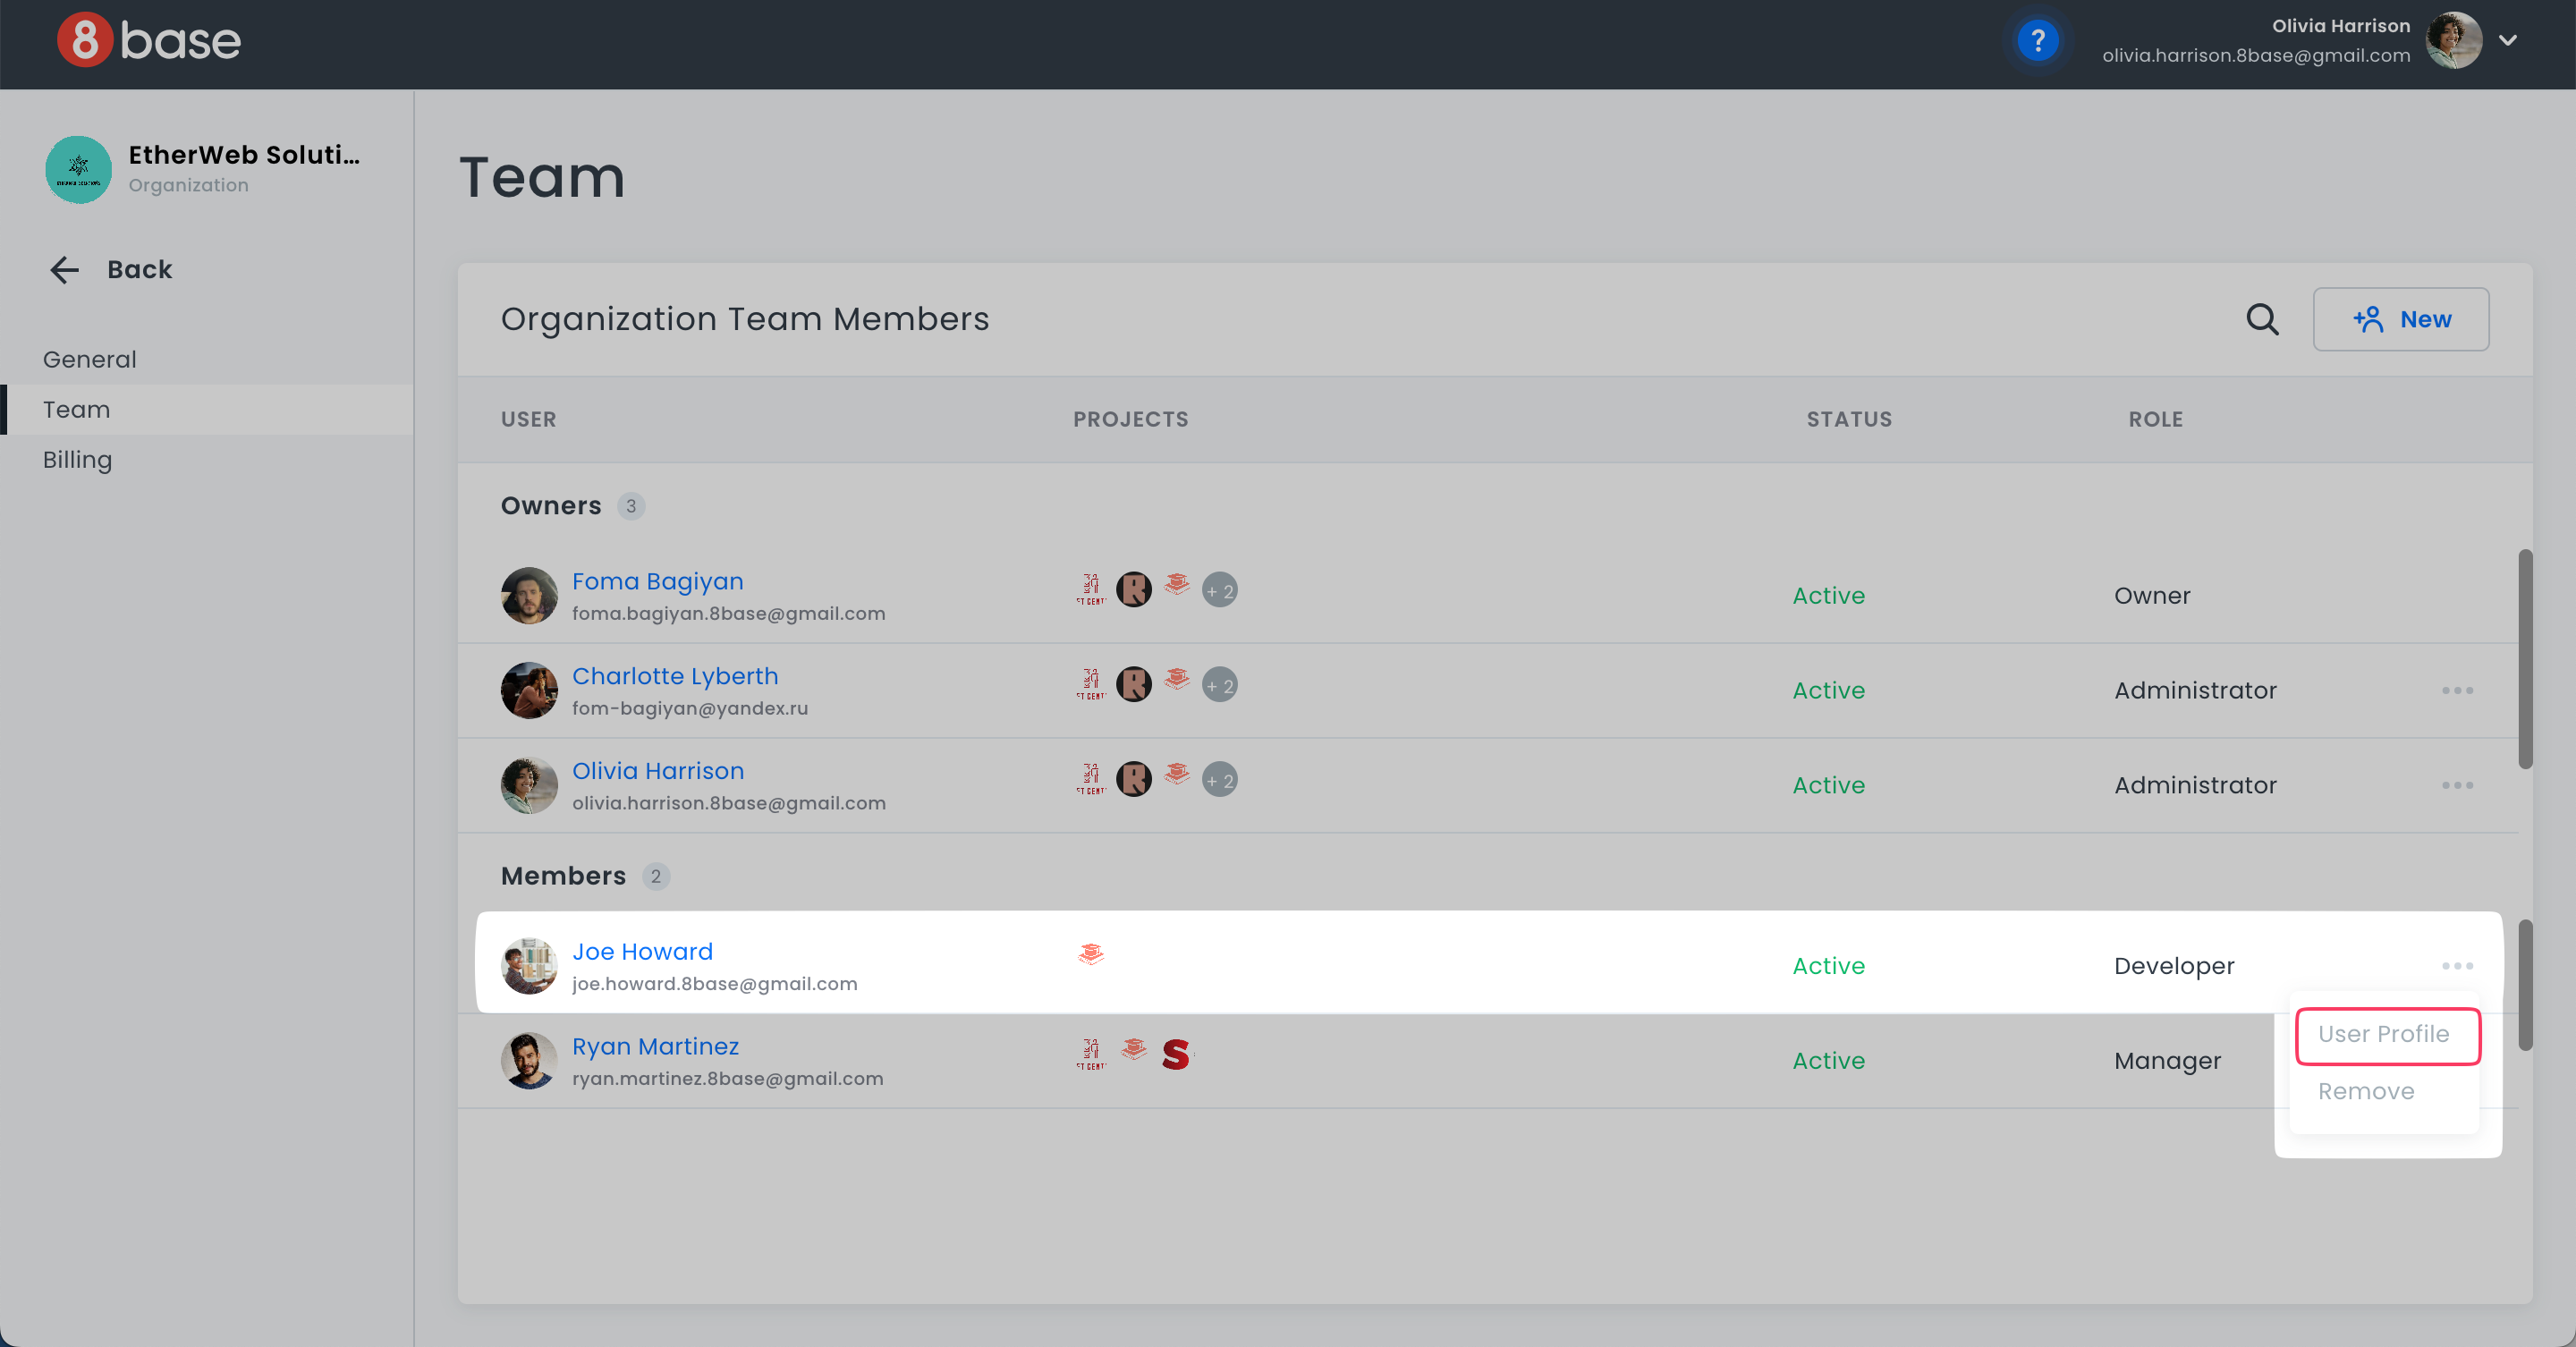 8base
?
Olivia Harrison
olivia.harrison.8base@gmail.com
EtherWeb Soluti...
Organization
Back
General
Team
Billing
Team
Organization Team Members
New
USER PROJECTS STATUS ROLE
Owners 3
Foma Bagiyan
foma.bagiyan.8base@gmail.com
R + 2
Active Owner
Charlotte Lyberth
fom-bagiyan@yandex.ru
R + 2
Active Administrator
Olivia Harrison
olivia.harrison.8base@gmail.com
R + 2
Active Administrator
Members 2
Joe Howard
joe.howard.8base@gmail.com
Active Developer
User Profile
Remove
Ryan Martinez
ryan.martinez.8base@gmail.com
S
Active Manager